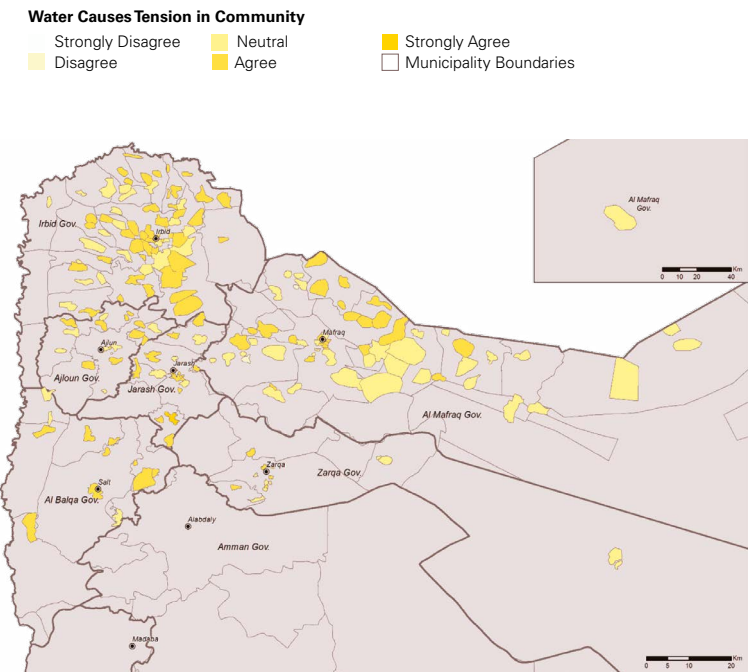 Water Causes Tension in Community
Strongly Disagree
Neutral
Strongly Agree
Disagree
Agree
Municipality Boundaries
Al Mafraq
Gov.
Km
0 10 20 40
Irbid Gov.
Irbid
Mafraq
Ajlun
Jarash
Ajloun Gov.
Jarash Gov.
Al Mafraq Gov.
Zarqa
Zarqa Gov.
Salt
Al Balqa Gov.
Alabdaly
Amman Gov.
Madaba
Km
0 5 10 20